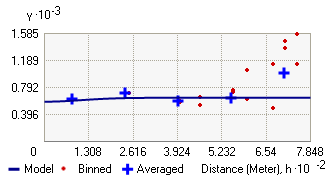 γ ·10⁻³
1.585
1.189
0.792
0.396
0 1.308 2.616 3.924 5.232 6.54 7.848
Model Binned Averaged Distance (Meter), h ·10⁻²